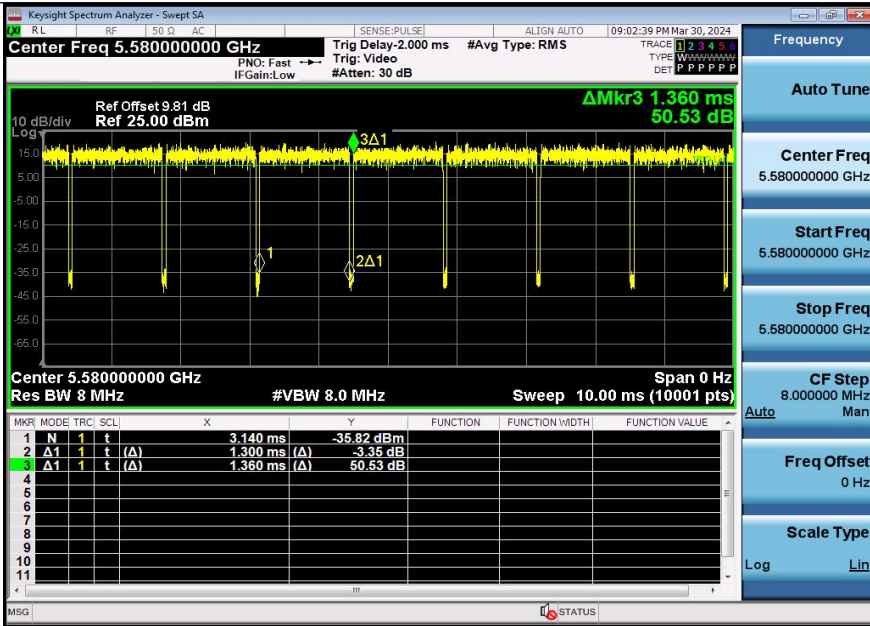 Keysight Spectrum Analyzer - Swept SA
LXI RL RF 50 Ω AC SENSE:PULSE ALIGN AUTO 09:02:39 PM Mar 30, 2024
Center Freq 5.580000000 GHz
PNO: Fast
IFGain:Low
Trig Delay-2.000 ms
Trig: Video
#Atten: 30 dB
#Avg Type: RMS
TRACE 1 2 3 4 5 6
TYPE WWWWWW
DET P P P P P P
ΔMkr3 1.360 ms
50.53 dB
Ref Offset 9.81 dB
10 dB/div Ref 25.00 dBm
Log
15.0
5.00
-5.00
-15.0
-25.0
-35.0
-45.0
-55.0
-65.0
3Δ1
1
2Δ1
Center 5.580000000 GHz Span 0 Hz
Res BW 8 MHz #VBW 8.0 MHz Sweep 10.00 ms (10001 pts)
MKR MODE TRC SCL X Y FUNCTION FUNCTION WIDTH FUNCTION VALUE
1 N 1 t 3.140 ms -35.82 dBm
2 Δ1 1 t (Δ) 1.300 ms (Δ) -3.35 dB
3 Δ1 1 t (Δ) 1.360 ms (Δ) 50.53 dB
4
5
6
7
8
9
10
11
MSG STATUS
Frequency
Auto Tune
Center Freq
5.580000000 GHz
Start Freq
5.580000000 GHz
Stop Freq
5.580000000 GHz
CF Step
8.000000 MHz
Auto Man
Freq Offset
0 Hz
Scale Type
Log Lin